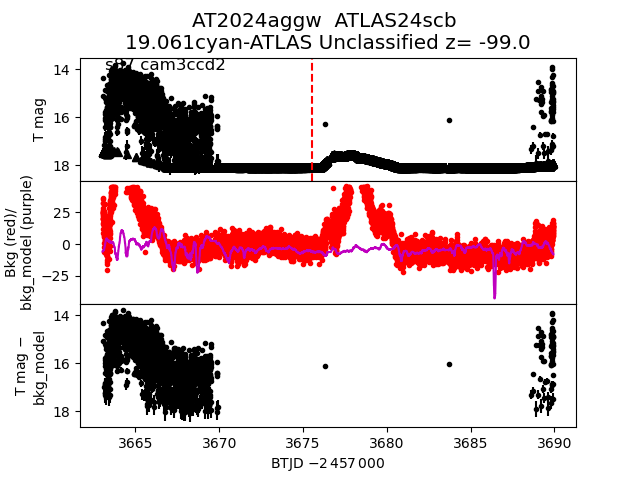 AT2024aggw ATLAS24scb
19.061cyan-ATLAS Unclassified z= -99.0
cam3ccd2
T mag
14
16
18
Bkg (red)/
bkg_model (purple)
25
0
−25
T mag −
bkg_model
14
16
18
3665 3670 3675 3680 3685 3690
BTJD −2 457 000